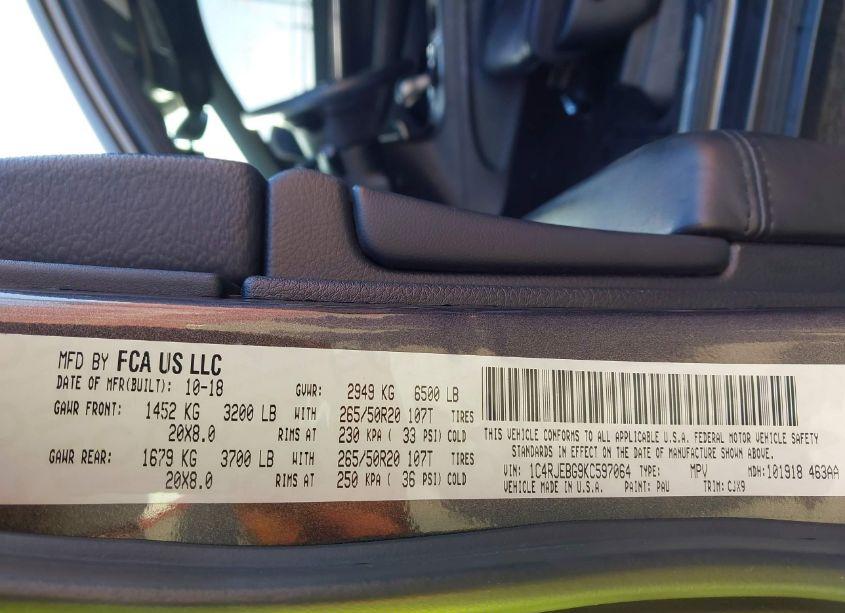 MFD BY FCA US LLC
DATE OF MFR(BUILT): 10-18 GVWR: 2949 KG 6500 LB
GAWR FRONT: 1452 KG 3200 LB WITH 265/50R20 107T TIRES
20X8.0 RIMS AT 230 KPA ( 33 PSI) COLD
GAWR REAR: 1679 KG 3700 LB WITH 265/50R20 107T TIRES
20X8.0 RIMS AT 250 KPA ( 36 PSI) COLD
THIS VEHICLE CONFORMS TO ALL APPLICABLE U.S.A. FEDERAL MOTOR VEHICLE SAFETY
STANDARDS IN EFFECT ON THE DATE OF MANUFACTURE SHOWN ABOVE.
VIN: 1C4RJEBG9KC597064 TYPE: MPV MDH: 101918 463AA
VEHICLE MADE IN U.S.A. PAINT: PAU TRIM: CJX9